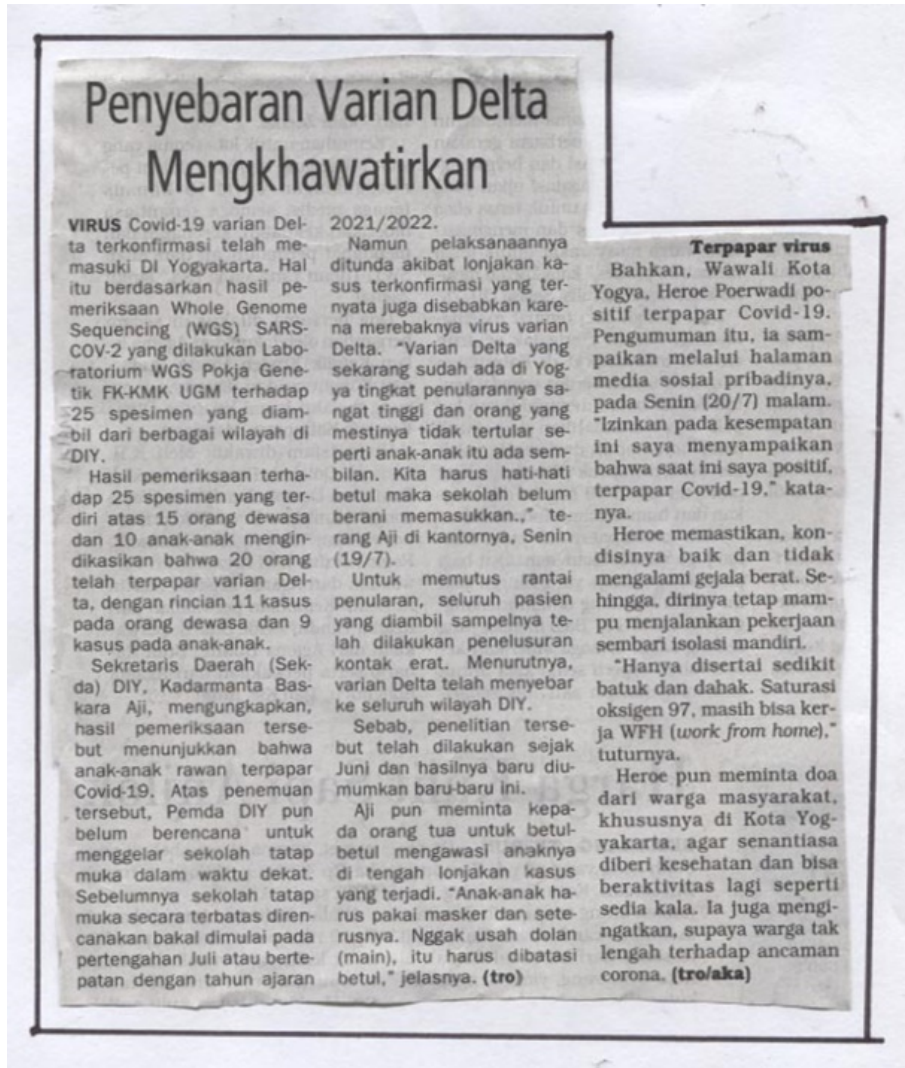 Penyebaran Varian Delta
Mengkhawatirkan
VIRUS Covid-19 varian Del-
ta terkonfirmasi telah me-
masuki DI Yogyakarta. Hal
itu berdasarkan hasil pe-
meriksaan Whole Genome
Sequencing (WGS) SARS-
COV-2 yang dilakukan Labo-
ratorium WGS Pokja Gene-
tik FK-KMK UGM terhadap
25 spesimen yang diam-
bil dari berbagai wilayah di
DIY.
Hasil pemeriksaan terha-
dap 25 spesimen yang ter-
diri atas 15 orang dewasa
dan 10 anak-anak mengin-
dikasikan bahwa 20 orang
telah terpapar varian Del-
ta, dengan rincian 11 kasus
pada orang dewasa dan 9
kasus pada anak-anak.
Sekretaris Daerah (Sek-
da) DIY, Kadarmanta Bas-
kara Aji, mengungkapkan,
hasil pemeriksaan terse-
but menunjukkan bahwa
anak-anak rawan terpapar
Covid-19. Atas penemuan
tersebut, Pemda DIY pun
belum berencana untuk
menggelar sekolah tatap
muka dalam waktu dekat.
Sebelumnya sekolah tatap
muka secara terbatas diren-
canakan bakal dimulai pada
pertengahan Juli atau berte-
patan dengan tahun ajaran
2021/2022.
Namun pelaksanaannya
ditunda akibat lonjakan ka-
sus terkonfirmasi yang ter-
nyata juga disebabkan kare-
na merebaknya virus varian
Delta. "Varian Delta yang
sekarang sudah ada di Yog-
ya tingkat penularannya sa-
ngat tinggi dan orang yang
mestinya tidak tertular se-
perti anak-anak itu ada sem-
bilan. Kita harus hati-hati
betul maka sekolah belum
berani memasukkan.," te-
rang Aji di kantornya, Senin
(19/7).
Untuk memutus rantai
penularan, seluruh pasien
yang diambil sampelnya te-
lah dilakukan penelusuran
kontak erat. Menurutnya,
varian Delta telah menyebar
ke seluruh wilayah DIY.
Sebab, penelitian terse-
but telah dilakukan sejak
Juni dan hasilnya baru diu-
mumkan baru-baru ini.
Aji pun meminta kepa-
da orang tua untuk betul-
betul mengawasi anaknya
di tengah lonjakan kasus
yang terjadi. "Anak-anak ha-
rus pakai masker dan sete-
rusnya. Nggak usah dolan
(main), itu harus dibatasi
betul," jelasnya. (tro)
Terpapar virus
Bahkan, Wawali Kota
Yogya, Heroe Poerwadi po-
sitif terpapar Covid-19.
Pengumuman itu, ia sam-
paikan melalui halaman
media sosial pribadinya,
pada Senin (20/7) malam.
"Izinkan pada kesempatan
ini saya menyampaikan
bahwa saat ini saya positif,
terpapar Covid-19," kata-
nya.
Heroe memastikan, kon-
disinya baik dan tidak
mengalami gejala berat. Se-
hingga, dirinya tetap mam-
pu menjalankan pekerjaan
sembari isolasi mandiri.
"Hanya disertai sedikit
batuk dan dahak. Saturasi
oksigen 97, masih bisa ker-
ja WFH (work from home),"
tuturnya.
Heroe pun meminta doa
dari warga masyarakat,
khususnya di Kota Yog-
yakarta, agar senantiasa
diberi kesehatan dan bisa
beraktivitas lagi seperti
sedia kala. Ia juga mengi-
ngatkan, supaya warga tak
lengah terhadap ancaman
corona. (tro/aka)